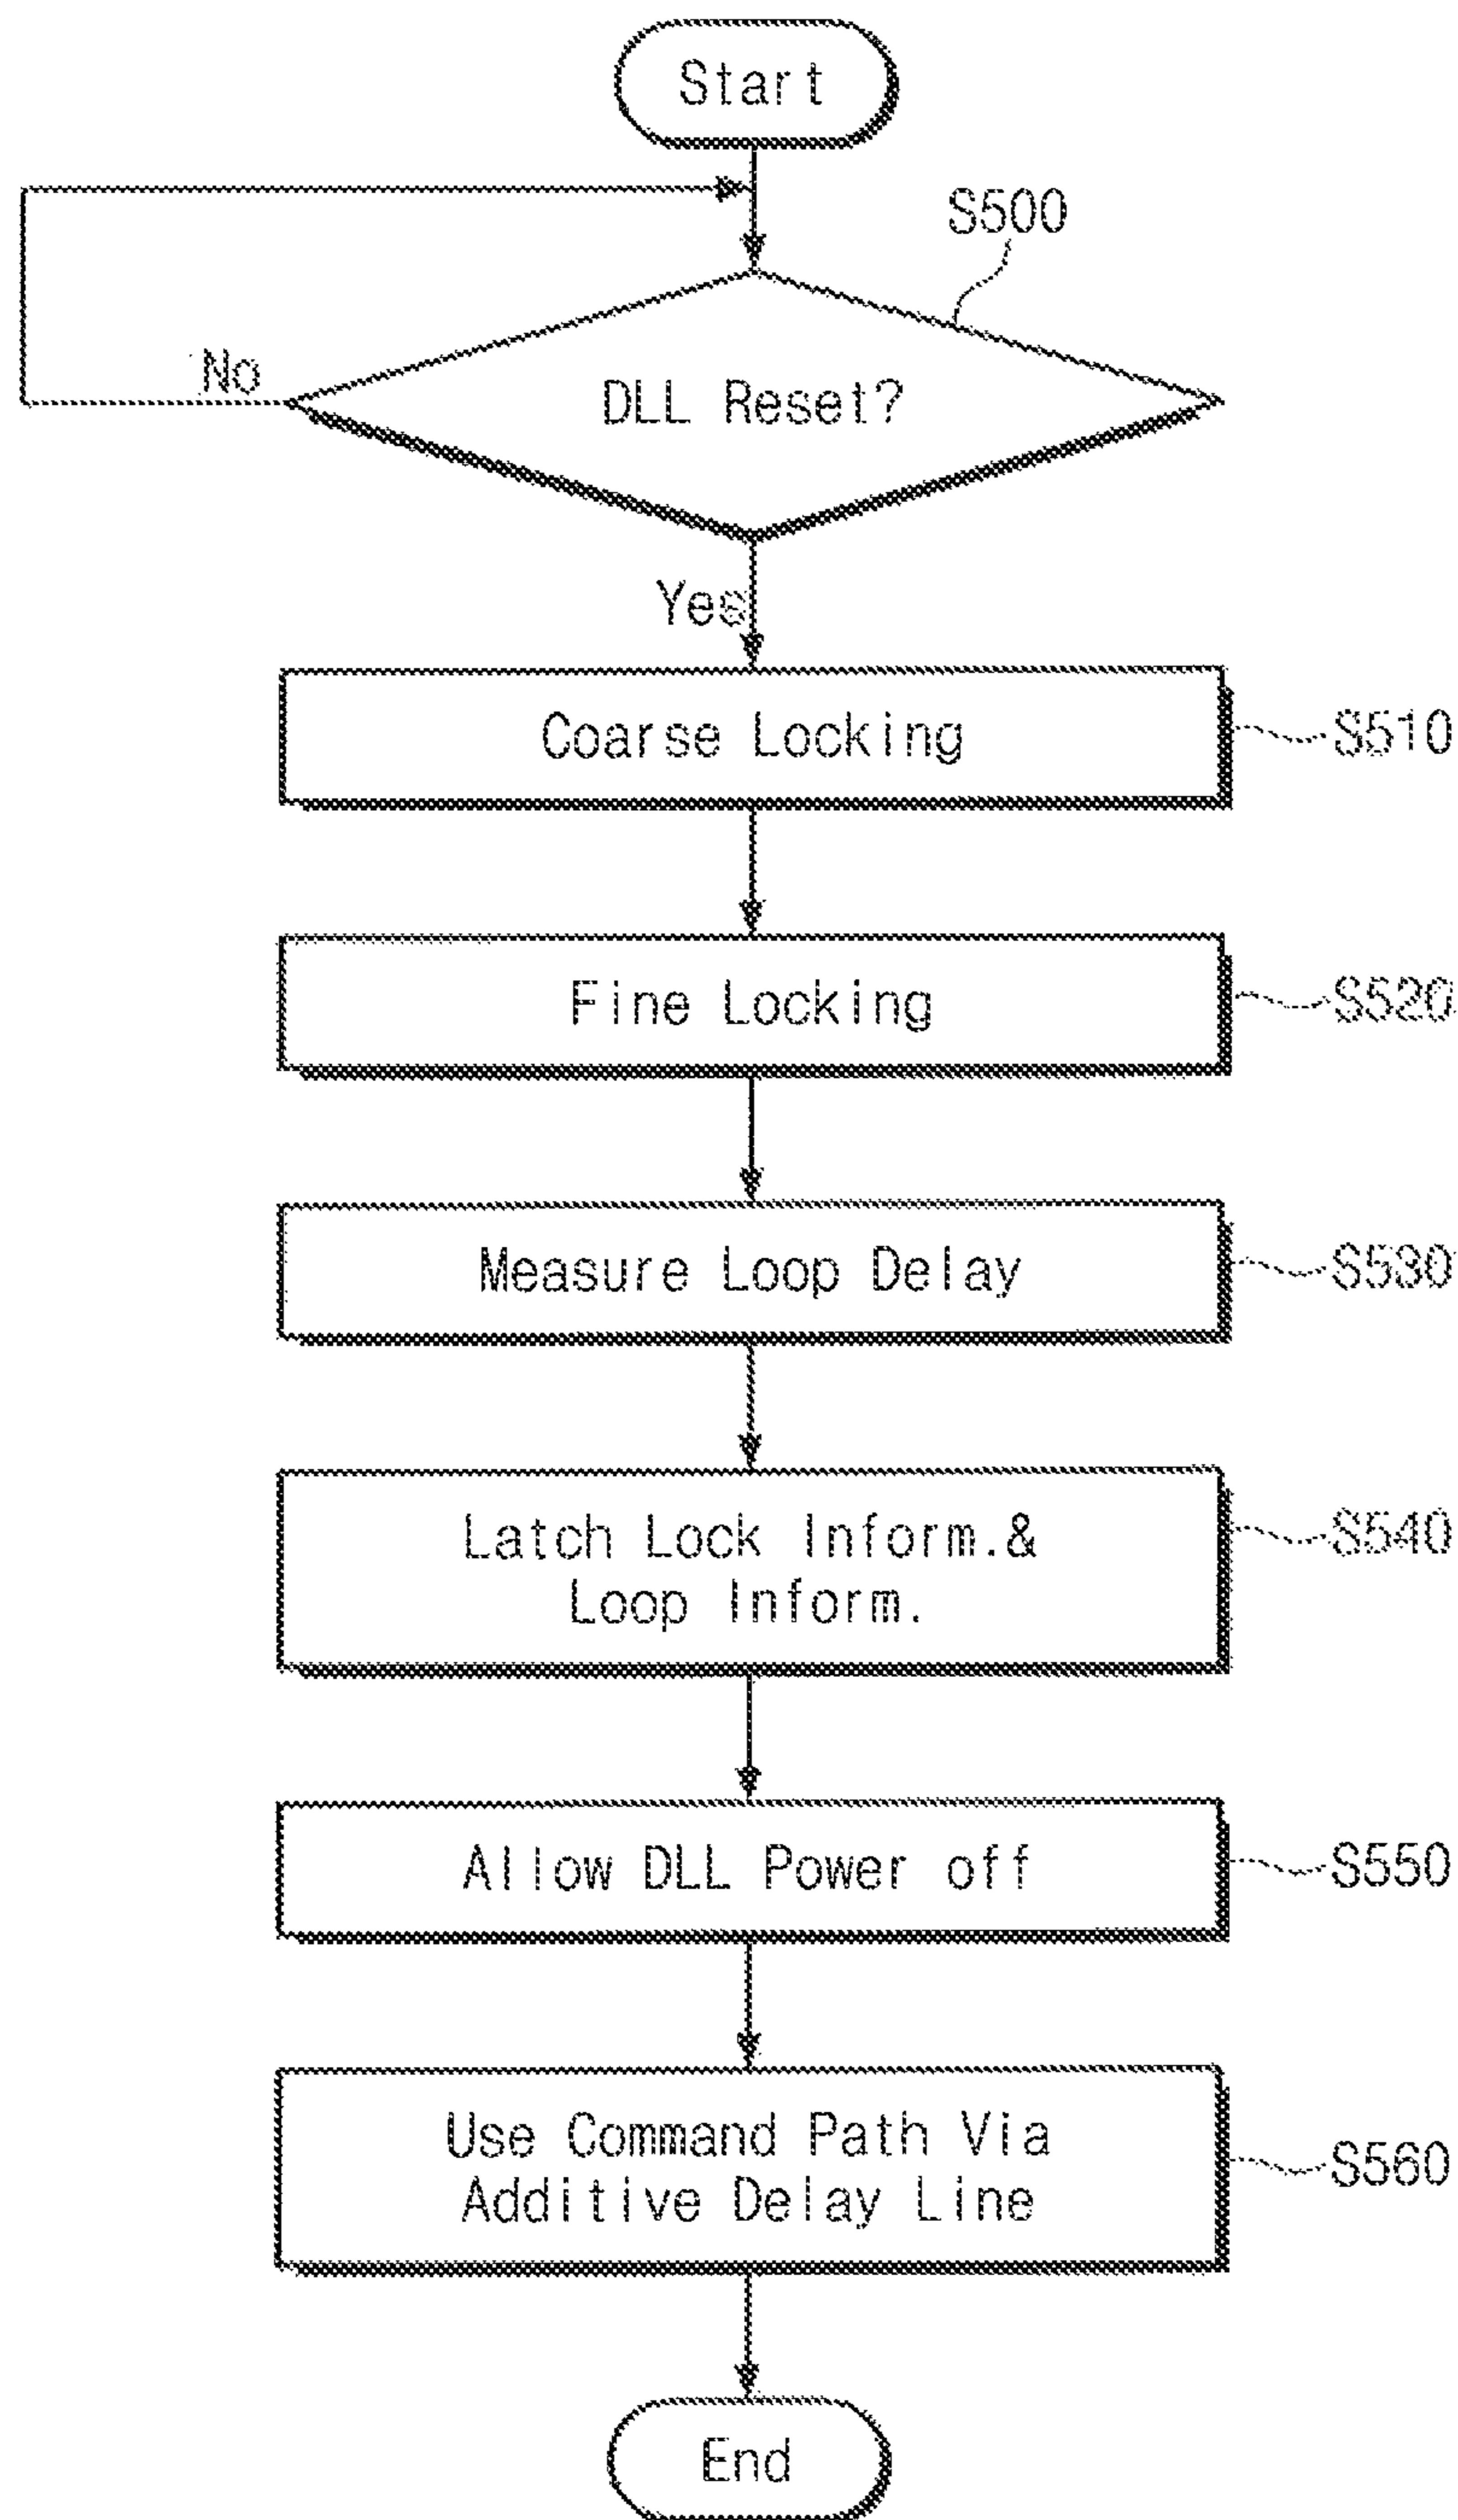 Start
S500
No
DLL Reset?
Yes
Coarse Locking
S510
Fine Locking
S520
Measure Loop Delay
S530
Latch Lock Inform.&
Loop Inform.
S540
Allow DLL Power off
S550
Use Command Path Via
Additive Delay Line
S560
End